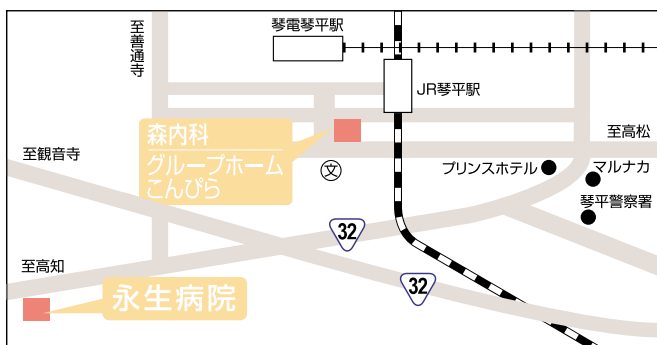 至善通寺
琴電琴平駅
JR琴平駅
森内科
グループホーム
こんぴら
至高松
至観音寺
文
プリンスホテル
マルナカ
琴平警察署
32
至高知
32
永生病院